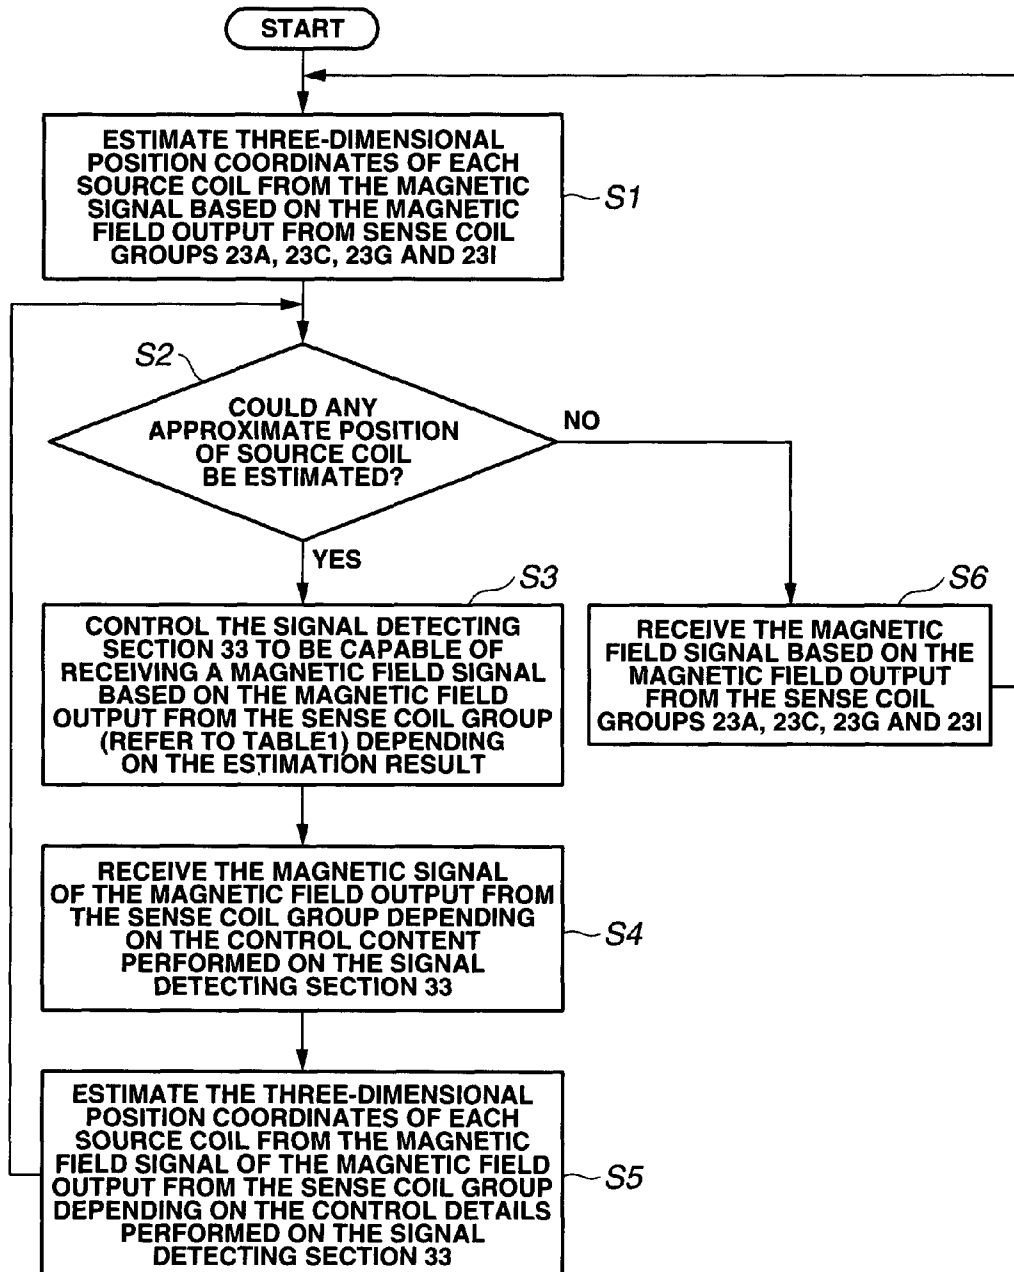 START
ESTIMATE THREE-DIMENSIONAL
POSITION COORDINATES OF EACH
SOURCE COIL FROM THE MAGNETIC
SIGNAL BASED ON THE MAGNETIC
FIELD OUTPUT FROM SENSE COIL
GROUPS 23A, 23C, 23G AND 23I
S1
S2
COULD ANY
APPROXIMATE POSITION
OF SOURCE COIL
BE ESTIMATED?
NO
YES
S3
CONTROL THE SIGNAL DETECTING
SECTION 33 TO BE CAPABLE OF
RECEIVING A MAGNETIC FIELD SIGNAL
BASED ON THE MAGNETIC FIELD
OUTPUT FROM THE SENSE COIL GROUP
(REFER TO TABLE1) DEPENDING
ON THE ESTIMATION RESULT
S6
RECEIVE THE MAGNETIC
FIELD SIGNAL BASED ON THE
MAGNETIC FIELD OUTPUT
FROM THE SENSE COIL
GROUPS 23A, 23C, 23G AND 23I
RECEIVE THE MAGNETIC SIGNAL
OF THE MAGNETIC FIELD OUTPUT FROM
THE SENSE COIL GROUP DEPENDING
ON THE CONTROL CONTENT
PERFORMED ON THE SIGNAL
DETECTING SECTION 33
S4
ESTIMATE THE THREE-DIMENSIONAL
POSITION COORDINATES OF EACH
SOURCE COIL FROM THE MAGNETIC
FIELD SIGNAL OF THE MAGNETIC FIELD
OUTPUT FROM THE SENSE COIL GROUP
DEPENDING ON THE CONTROL DETAILS
PERFORMED ON THE SIGNAL
DETECTING SECTION 33
S5